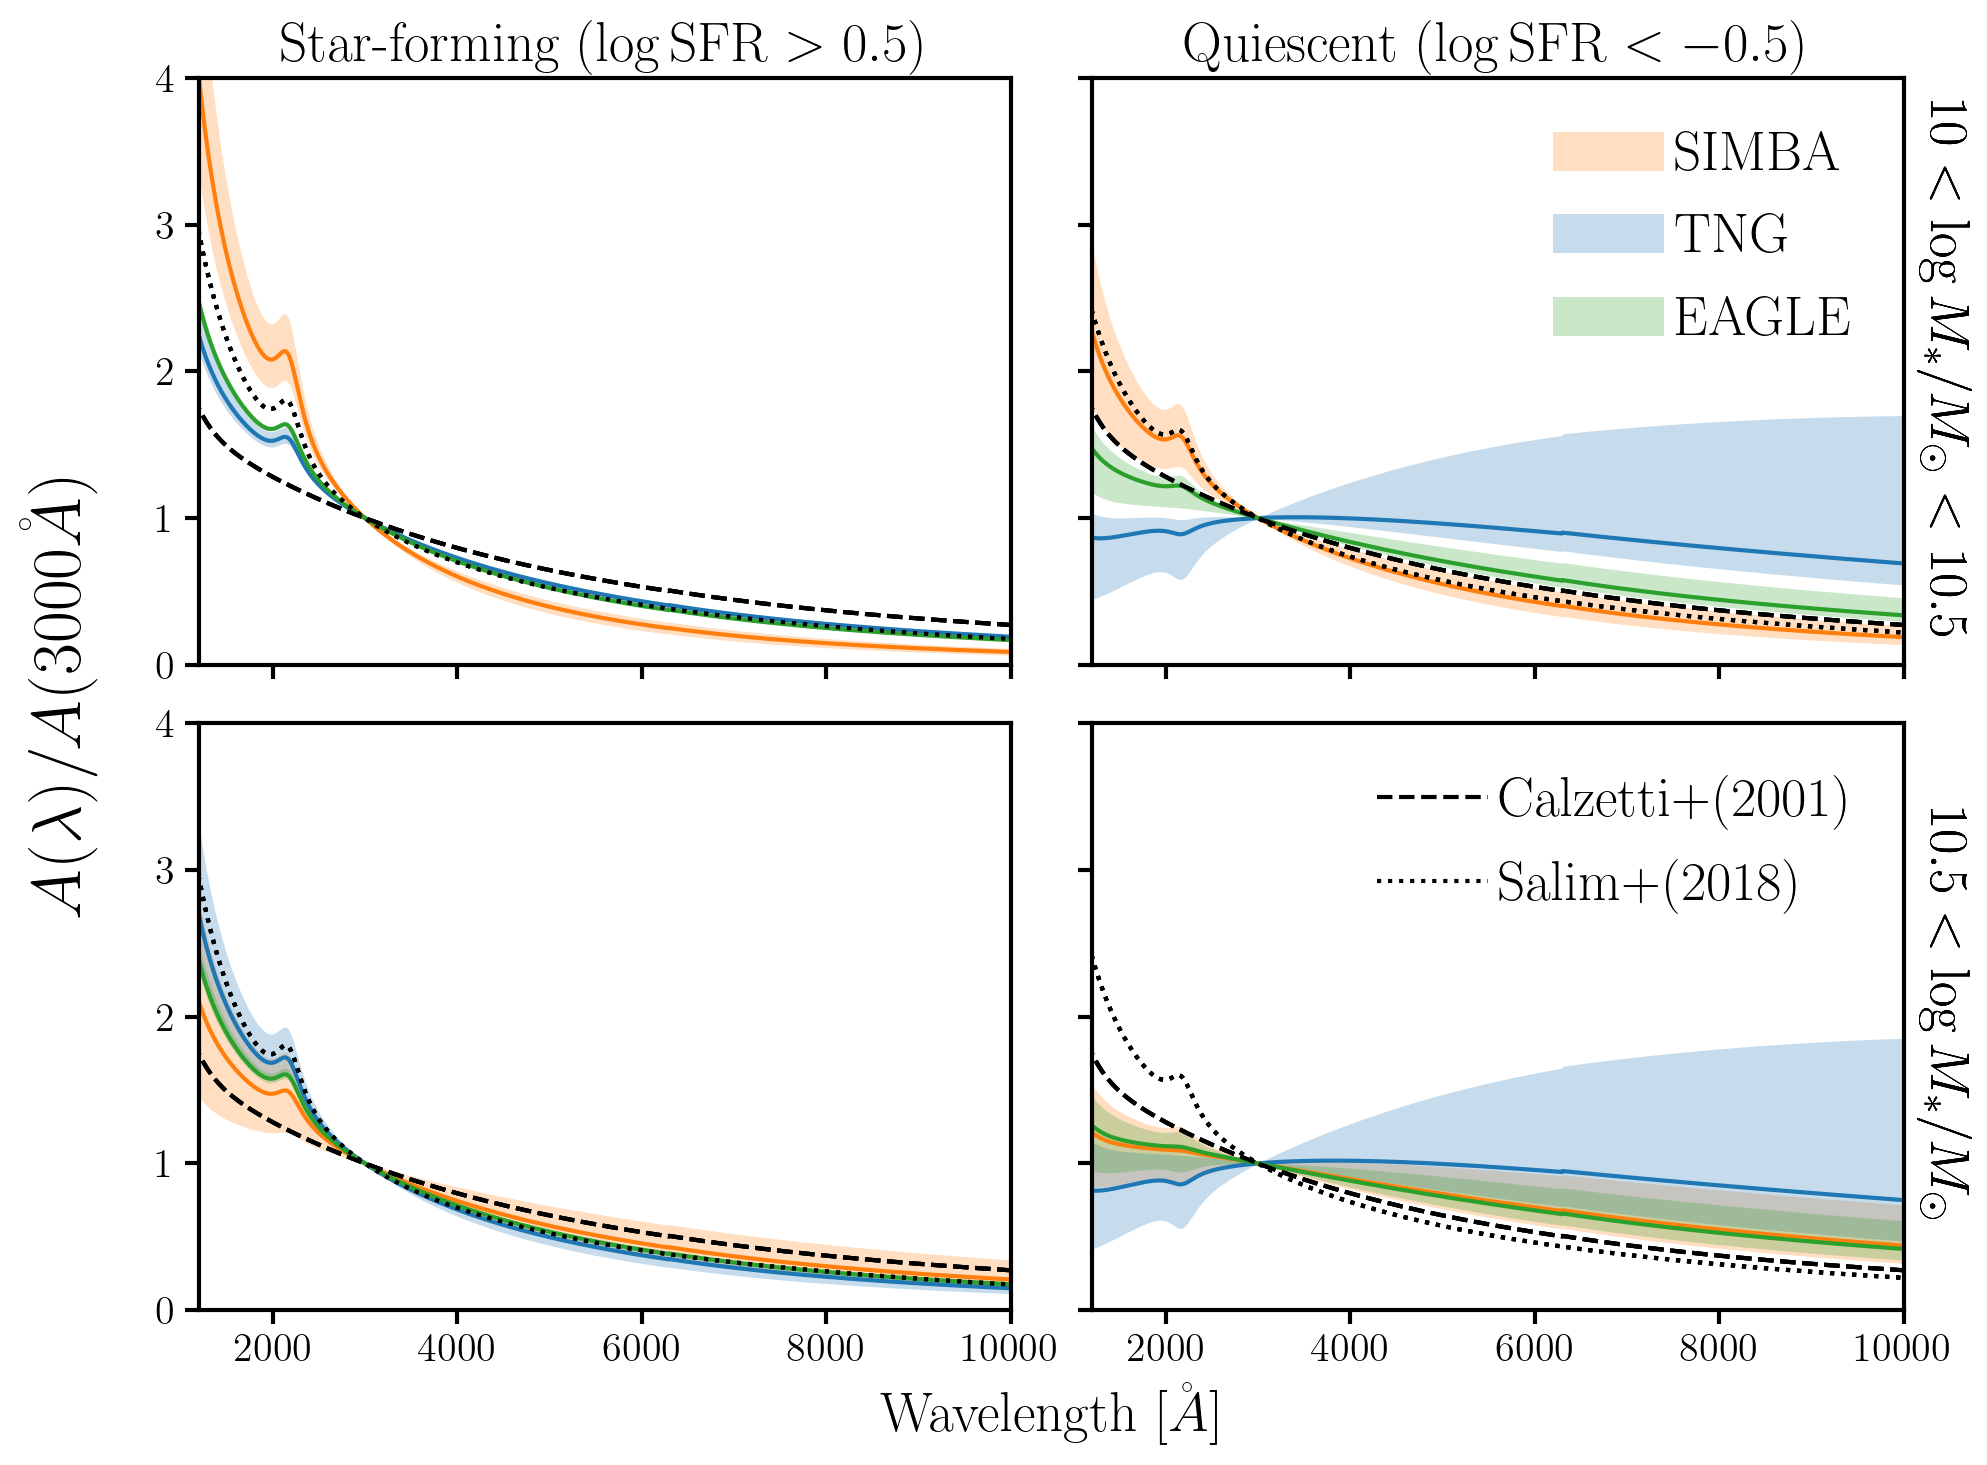 Star-forming (log SFR > 0.5)
Quiescent (log SFR < −0.5)
4
3
2
1
0
SIMBA
TNG
EAGLE
10 < log M∗/M⊙ < 10.5
A(λ)/A(3000Å)
4
3
2
1
0
Calzetti+(2001)
Salim+(2018)
10.5 < log M∗/M⊙
2000 4000 6000 8000 10000
2000 4000 6000 8000 10000
Wavelength [Å]